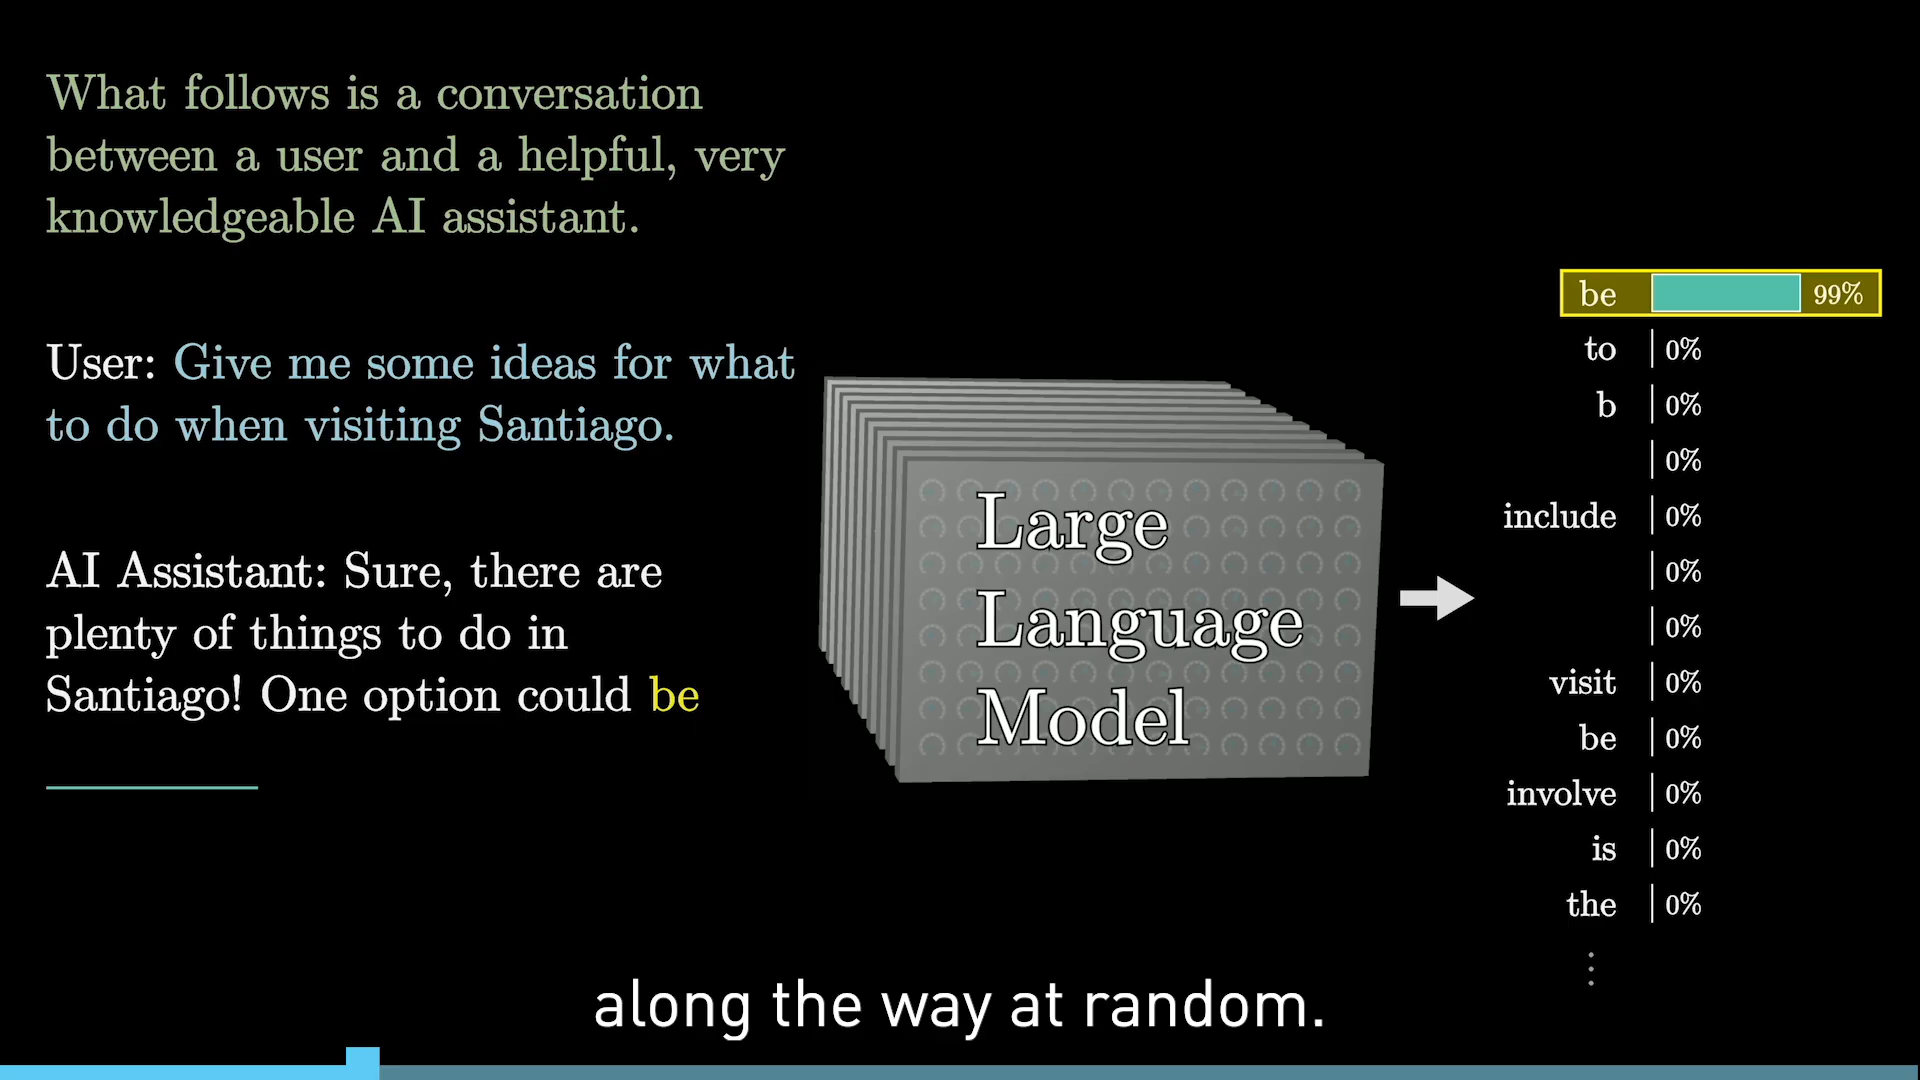 What follows is a conversation
between a user and a helpful, very
knowledgeable AI assistant.
User: Give me some ideas for what
to do when visiting Santiago.
AI Assistant: Sure, there are
plenty of things to do in
Santiago! One option could be
Large
Language
Model
be 99%
to 0%
b 0%
0%
include 0%
0%
0%
visit 0%
be 0%
involve 0%
is 0%
the 0%
⋮
along the way at random.